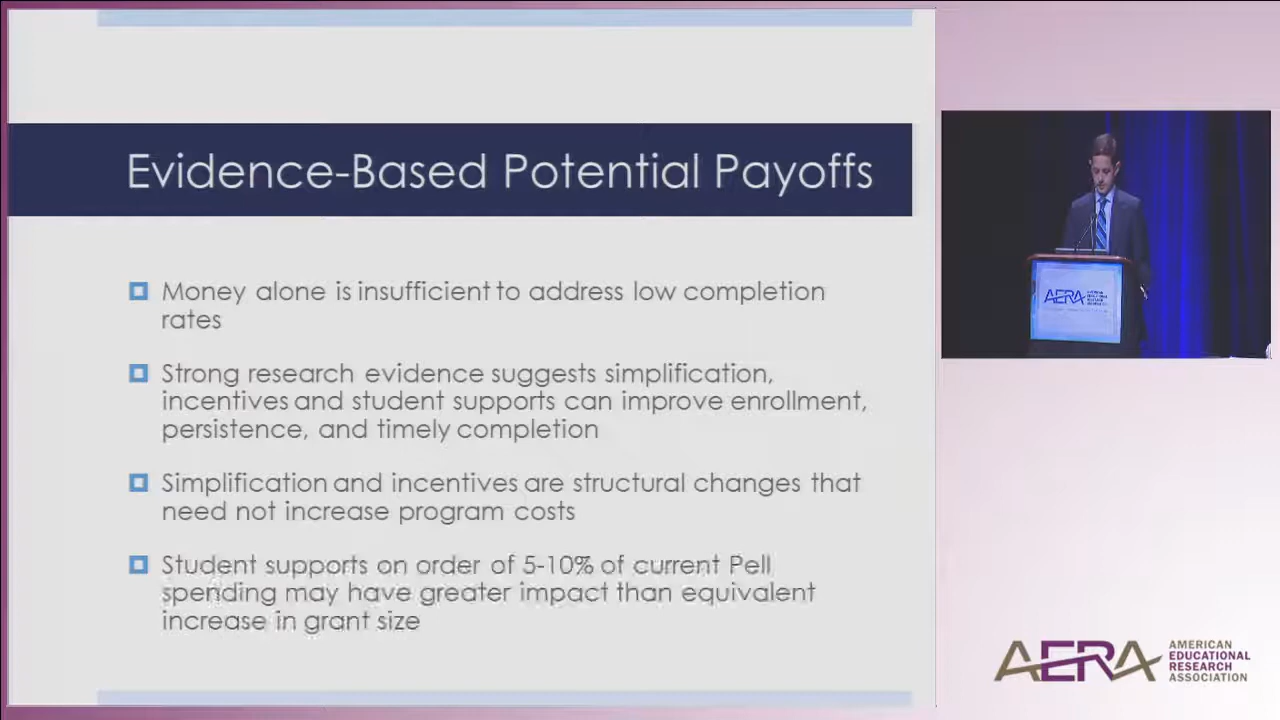 Evidence-Based Potential Payoffs
Money alone is insufficient to address low completion
rates
Strong research evidence suggests simplification,
incentives and student supports can improve enrollment,
persistence, and timely completion
Simplification and incentives are structural changes that
need not increase program costs
Student supports on order of 5-10% of current Pell
spending may have greater impact than equivalent
increase in grant size
AERA
AERA
AMERICAN
EDUCATIONAL
RESEARCH
ASSOCIATION